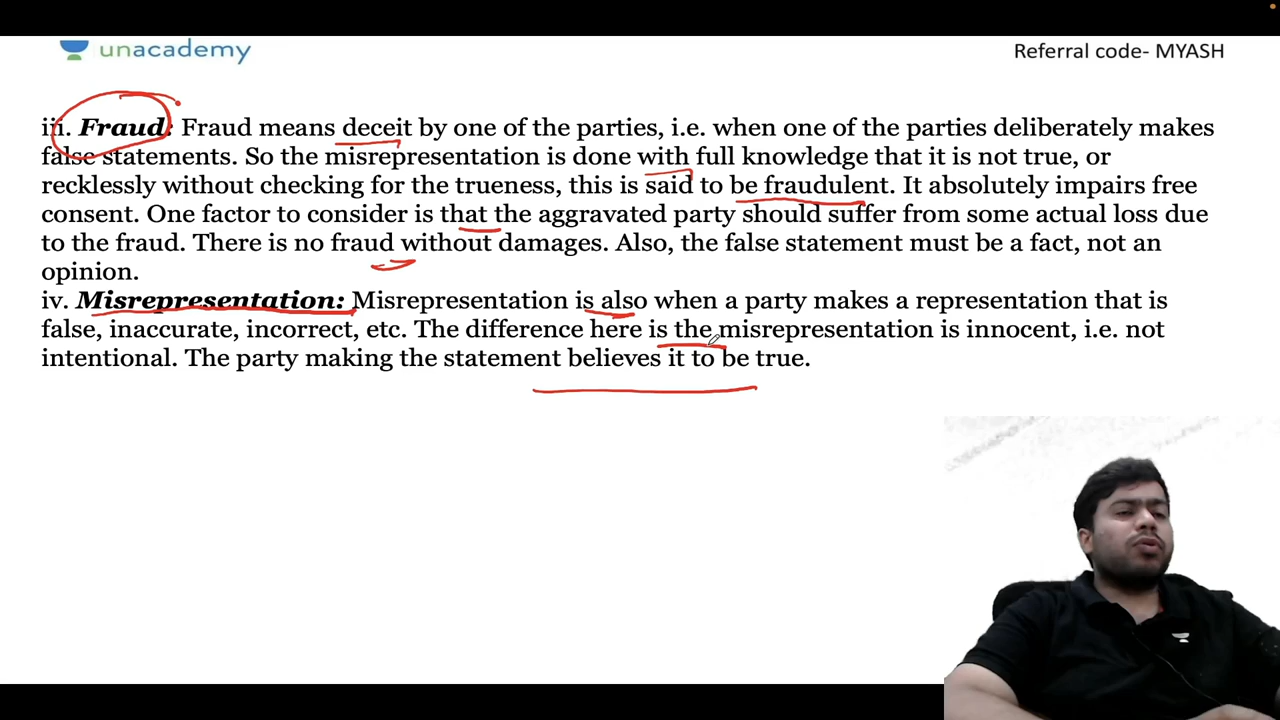 unacademy
Referral code- MYASH
iii. Fraud: Fraud means deceit by one of the parties, i.e. when one of the parties deliberately makes
false statements. So the misrepresentation is done with full knowledge that it is not true, or
recklessly without checking for the trueness, this is said to be fraudulent. It absolutely impairs free
consent. One factor to consider is that the aggravated party should suffer from some actual loss due
to the fraud. There is no fraud without damages. Also, the false statement must be a fact, not an
opinion.
iv. Misrepresentation: Misrepresentation is also when a party makes a representation that is
false, inaccurate, incorrect, etc. The difference here is the misrepresentation is innocent, i.e. not
intentional. The party making the statement believes it to be true.